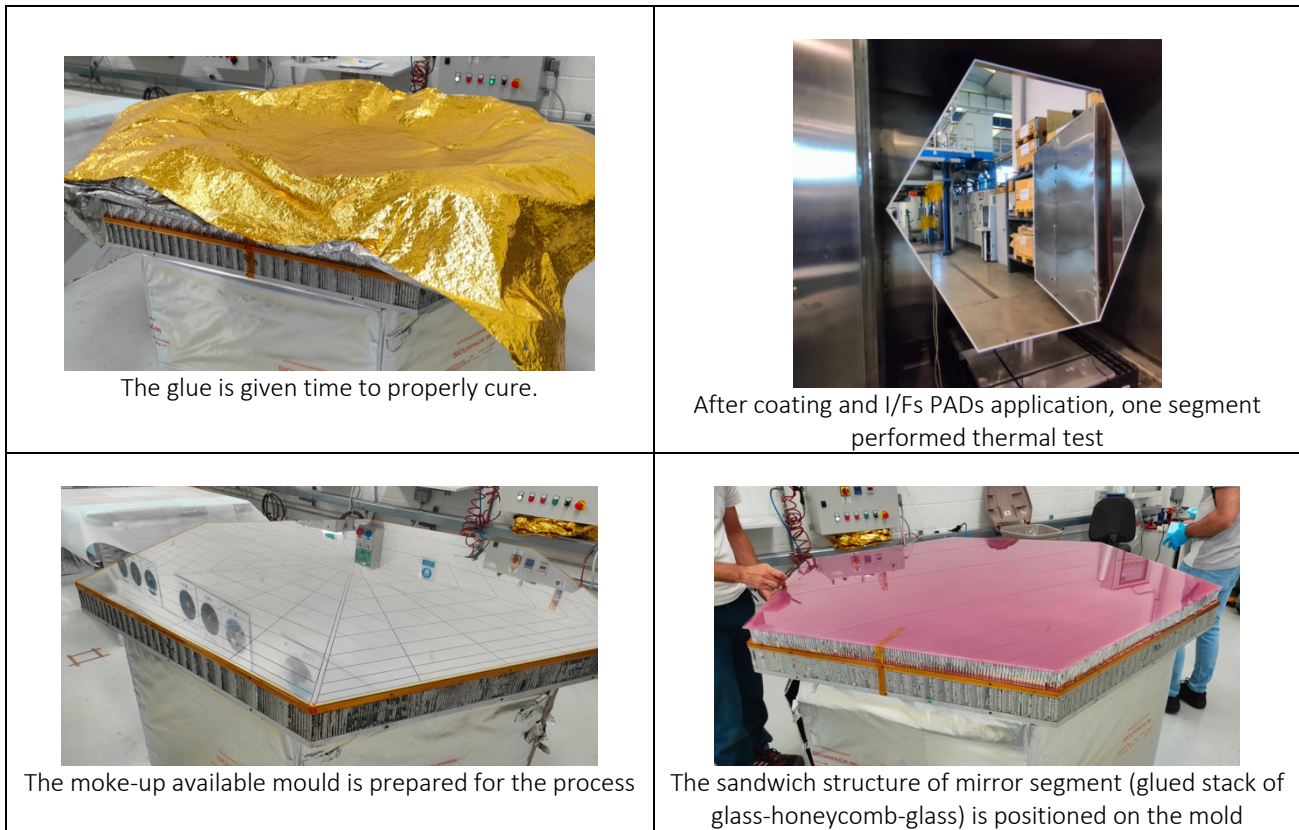 The glue is given time to properly cure.
After coating and I/Fs PADs application, one segment
performed thermal test
The moke-up available mould is prepared for the process
The sandwich structure of mirror segment (glued stack of
glass-honeycomb-glass) is positioned on the mold